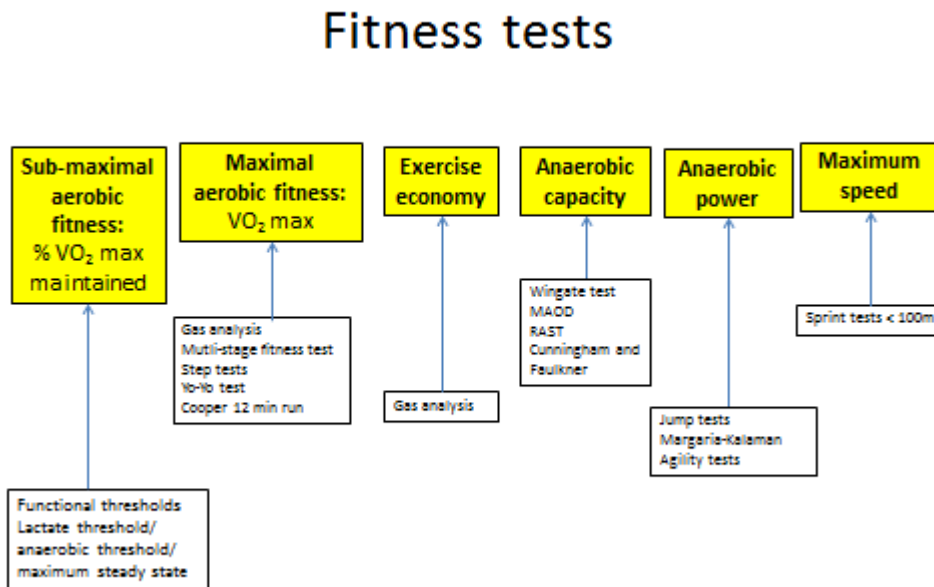 Fitness tests
Sub-maximal
aerobic
fitness:
% VO₂ max
maintained
Maximal
aerobic fitness:
VO₂ max
Exercise
economy
Anaerobic
capacity
Anaerobic
power
Maximum
speed
Functional thresholds
Lactate threshold/
anaerobic threshold/
maximum steady state
Gas analysis
Mutli-stage fitness test
Step tests
Yo-Yo test
Cooper 12 min run
Gas analysis
Wingate test
MAOD
RAST
Cunningham and
Faulkner
Jump tests
Margaria-Kalaman
Agility tests
Sprint tests < 100m